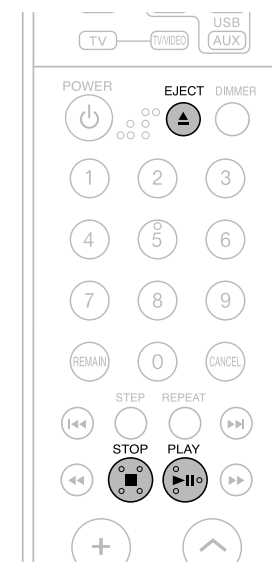 USB
TV TV/VIDEO AUX
POWER EJECT DIMMER
1 2 3
4 5 6
7 8 9
REMAIN 0 CANCEL
STEP REPEAT
STOP PLAY